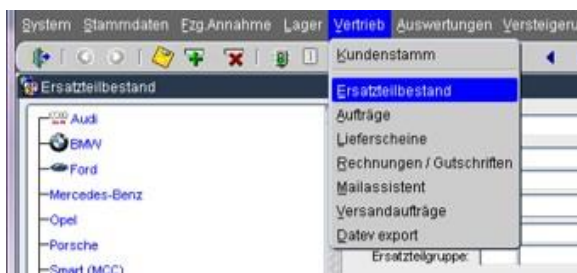 System Stammdaten Fzg.Annahme Lager Vertrieb Auswertungen
Kundenstamm
Ersatzteilbestand
Ersatzteilbestand
Aufträge
Lieferscheine
Rechnungen / Gutschriften
Mailassistent
Versandaufträge
Datev export
Audi
BMW
Ford
Mercedes-Benz
Opel
Porsche
Smart (MCC)
Ersatzteilgruppe: